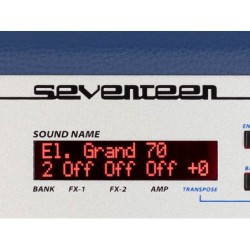 seventeen
SOUND NAME
El. Grand 70
2 Off Off Off +0
BANK FX-1 FX-2 AMP TRANSPOSE